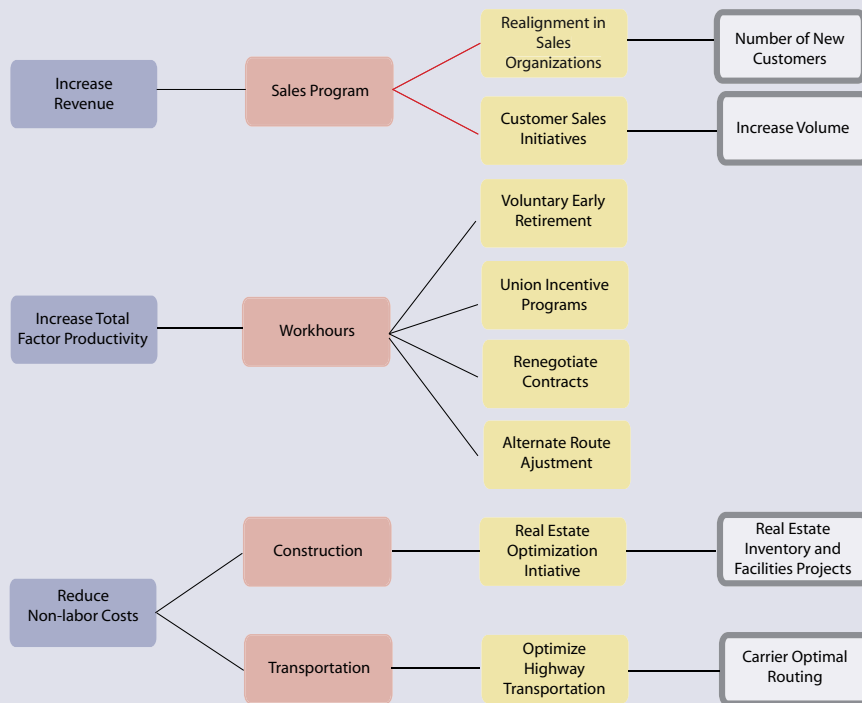 Increase
Revenue
Sales Program
Realignment in
Sales
Organizations
Number of New
Customers
Customer Sales
Initiatives
Increase Volume
Increase Total
Factor Productivity
Workhours
Voluntary Early
Retirement
Union Incentive
Programs
Renegotiate
Contracts
Alternate Route
Ajustment
Reduce
Non-labor Costs
Construction
Real Estate
Optimization
Intiative
Real Estate
Inventory and
Facilities Projects
Transportation
Optimize
Highway
Transportation
Carrier Optimal
Routing